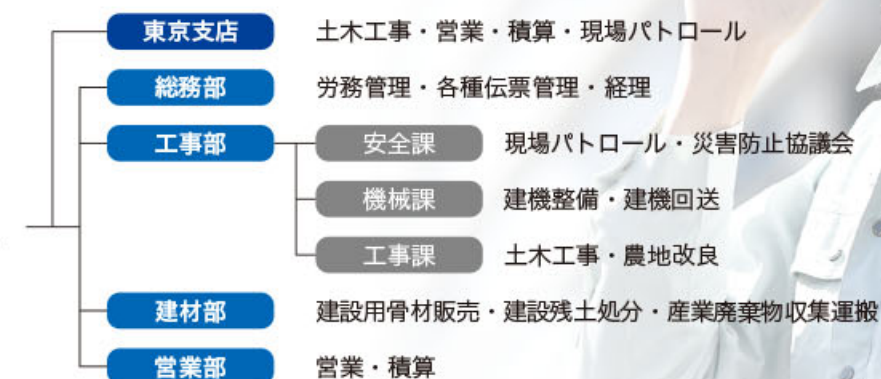 東京支店 土木工事・営業・積算・現場パトロール
総務部 労務管理・各種伝票管理・経理
工事部 安全課 現場パトロール・災害防止協議会
機械課 建機整備・建機回送
工事課 土木工事・農地改良
建材部 建設用骨材販売・建設残土処分・産業廃棄物収集運搬
営業部 営業・積算